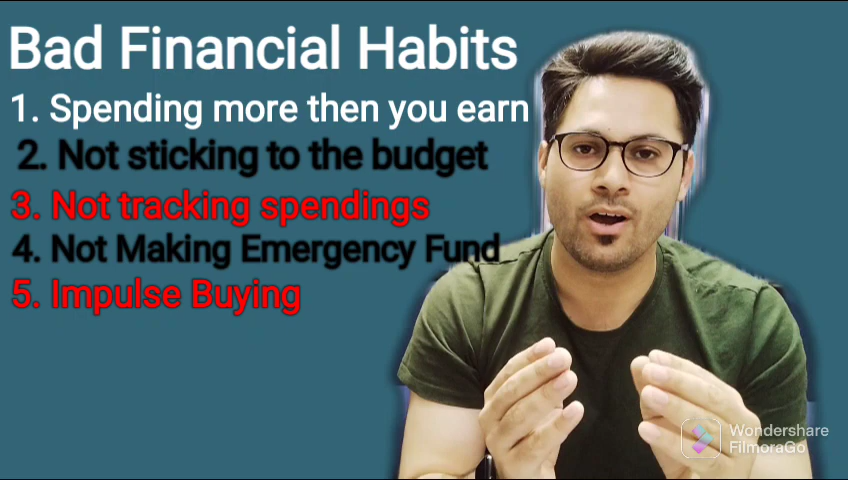 Bad Financial Habits
1. Spending more then you earn
2. Not sticking to the budget
3. Not tracking spendings
4. Not Making Emergency Fund
5. Impulse Buying
Wondershare
FilmoraGo